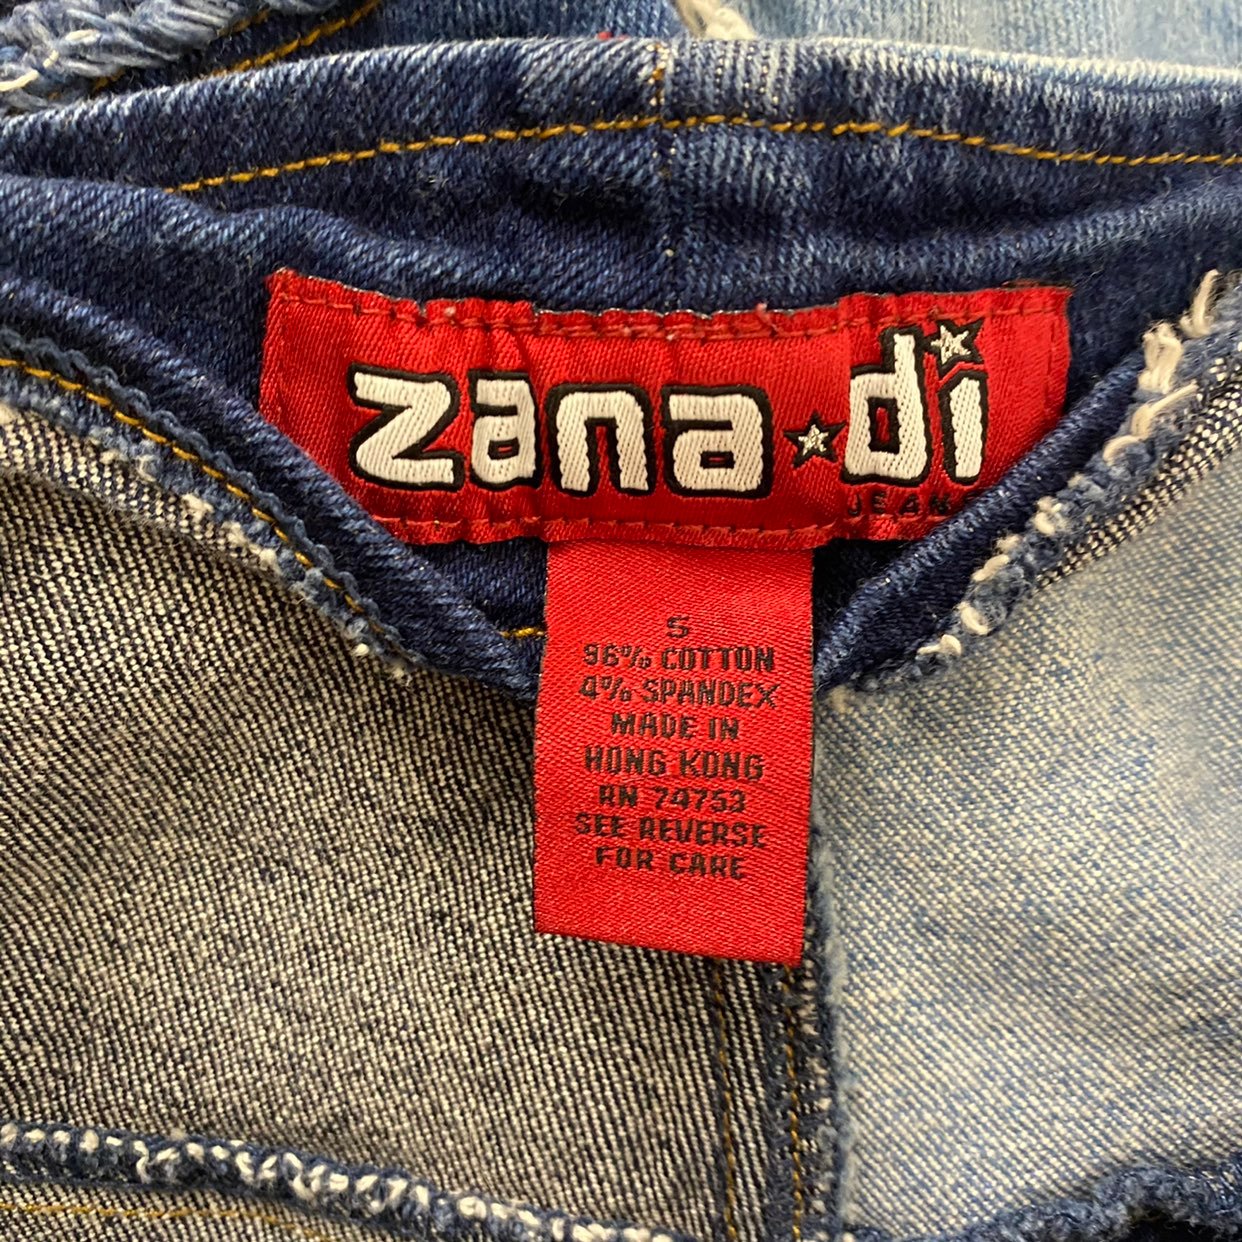 zana★di
JEANS
S
96% COTTON
4% SPANDEX
MADE IN
HONG KONG
RN 74753
SEE REVERSE
FOR CARE